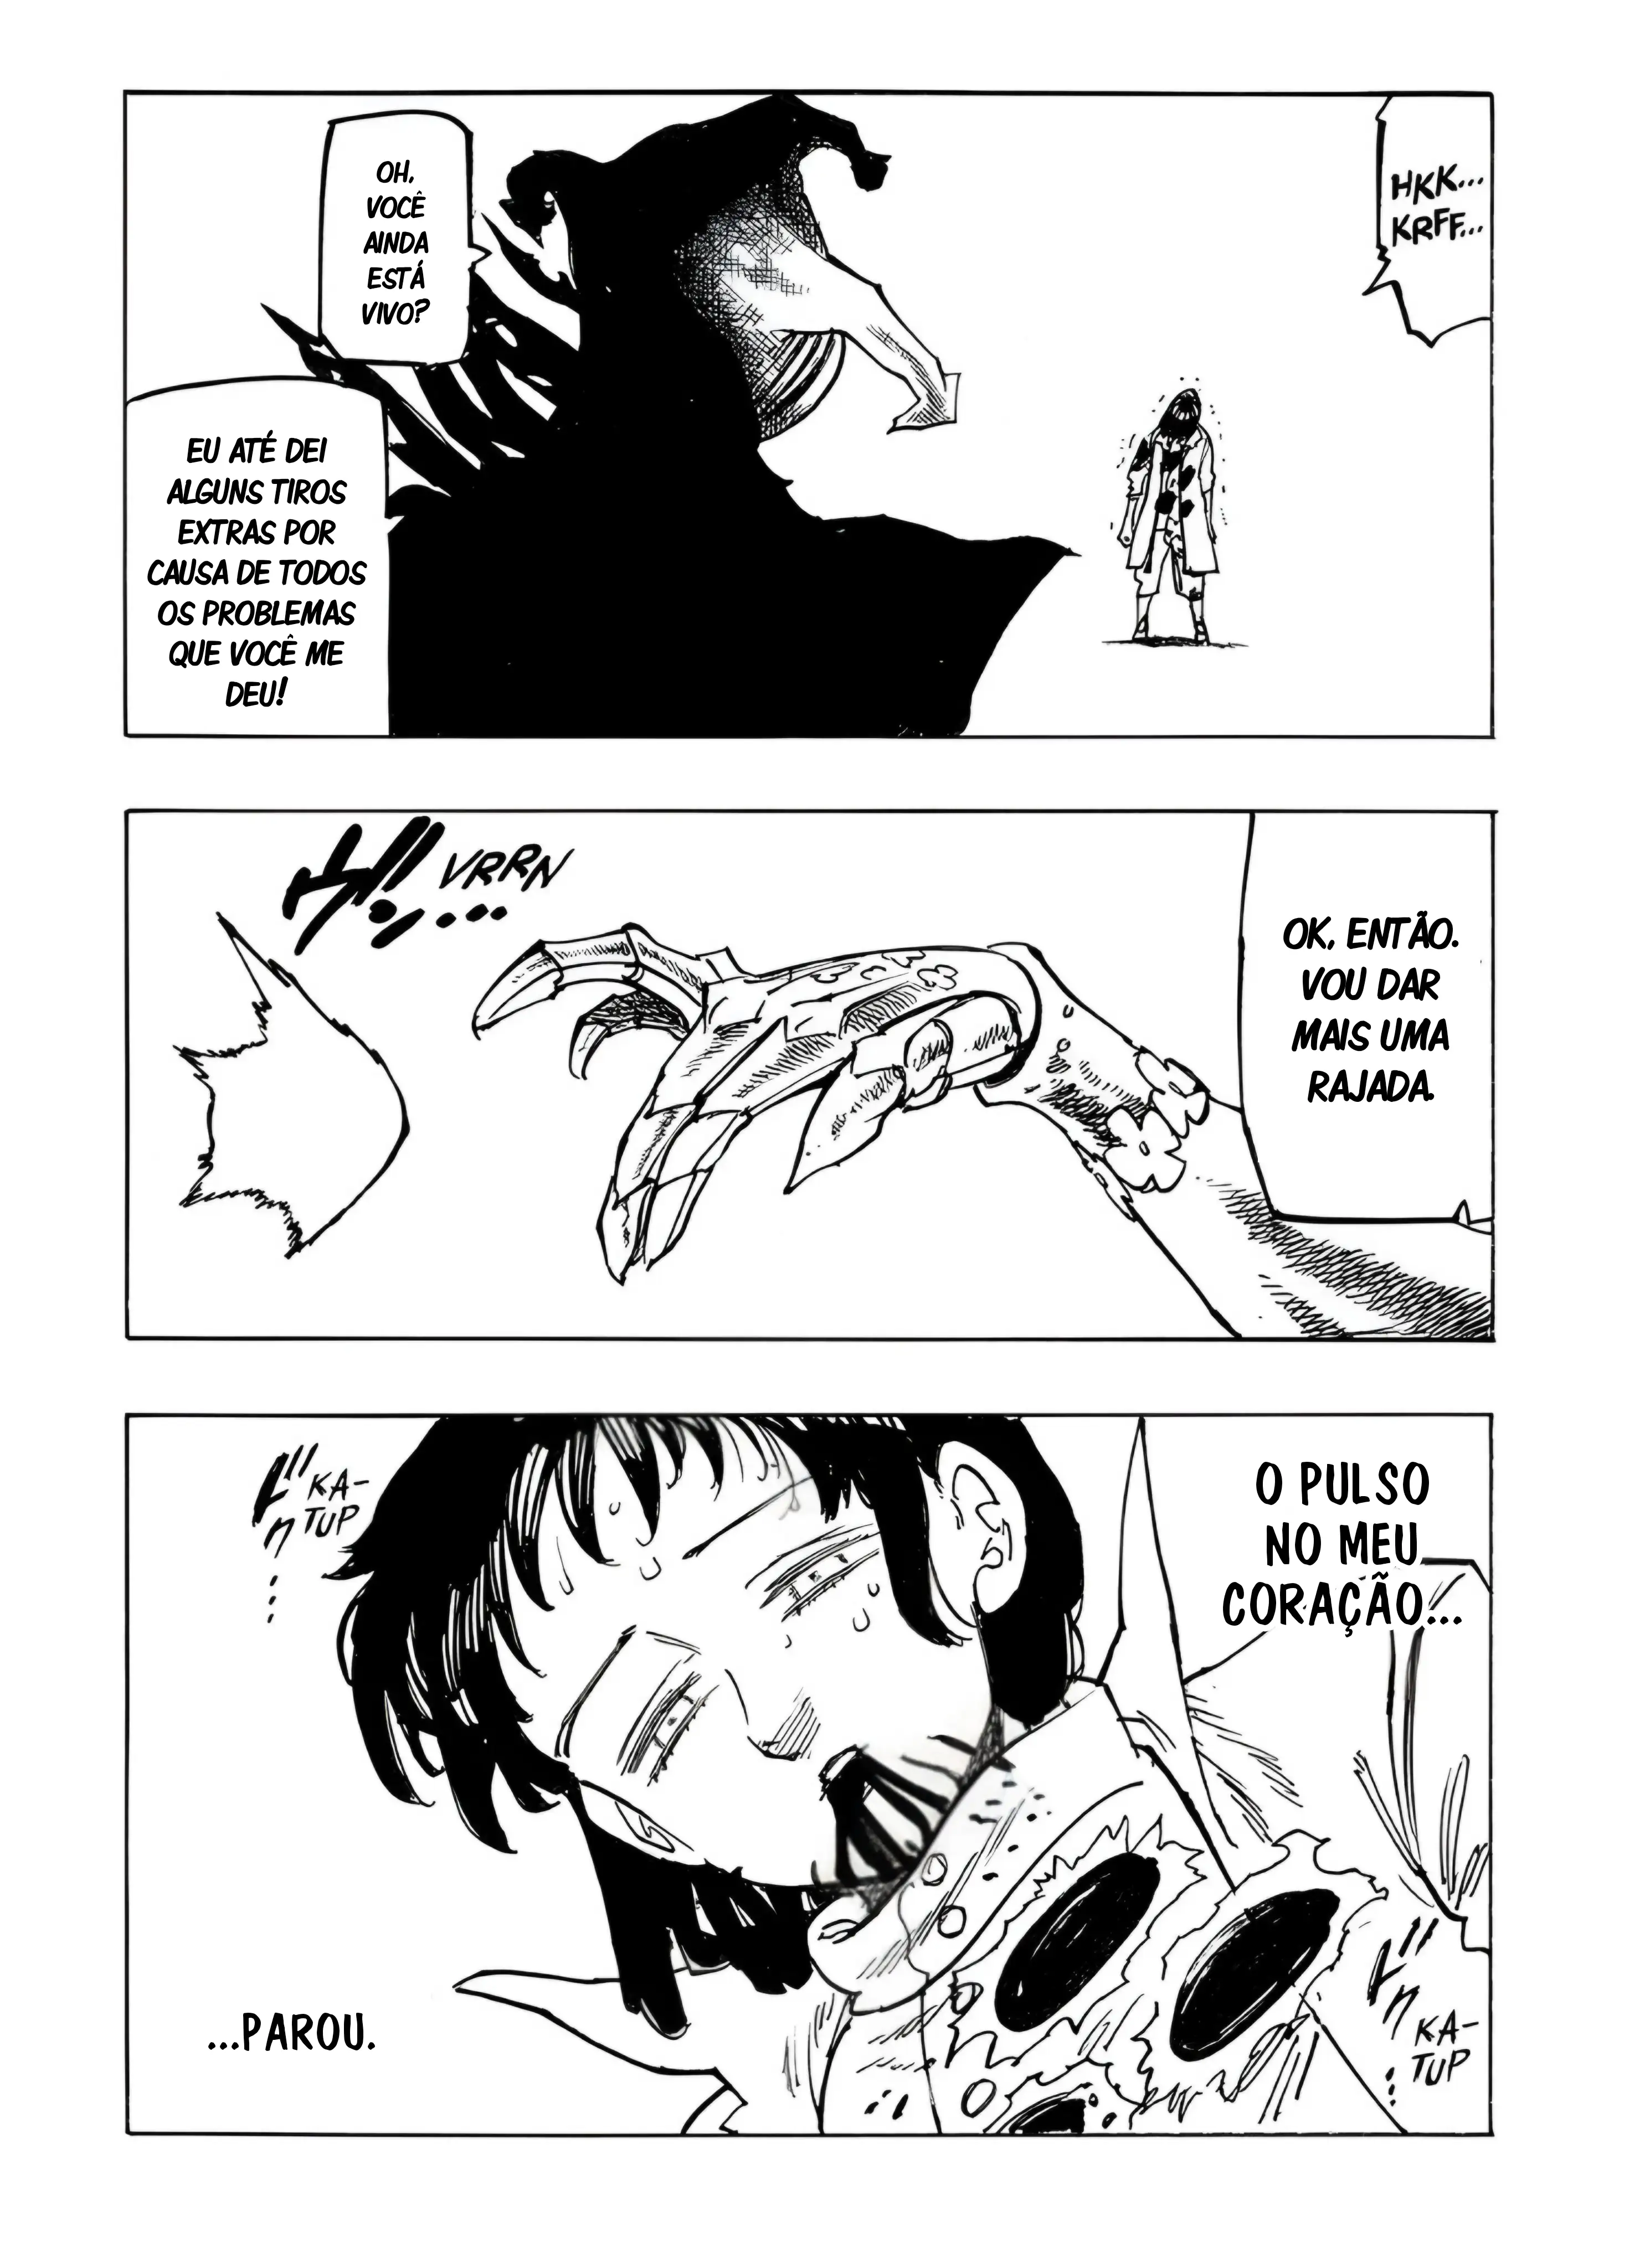 HKK...
KRFF...
OH,
VOCÊ
AINDA
ESTÁ
VIVO?
EU ATÉ DEI
ALGUNS TIROS
EXTRAS POR
CAUSA DE TODOS
OS PROBLEMAS
QUE VOCÊ ME
DEU!
OK, ENTÃO.
VOU DAR
MAIS UMA
RAJADA.
VRRN
O PULSO
NO MEU
CORAÇÃO...
KA-
TUP
KA-
TUP
...PAROU.